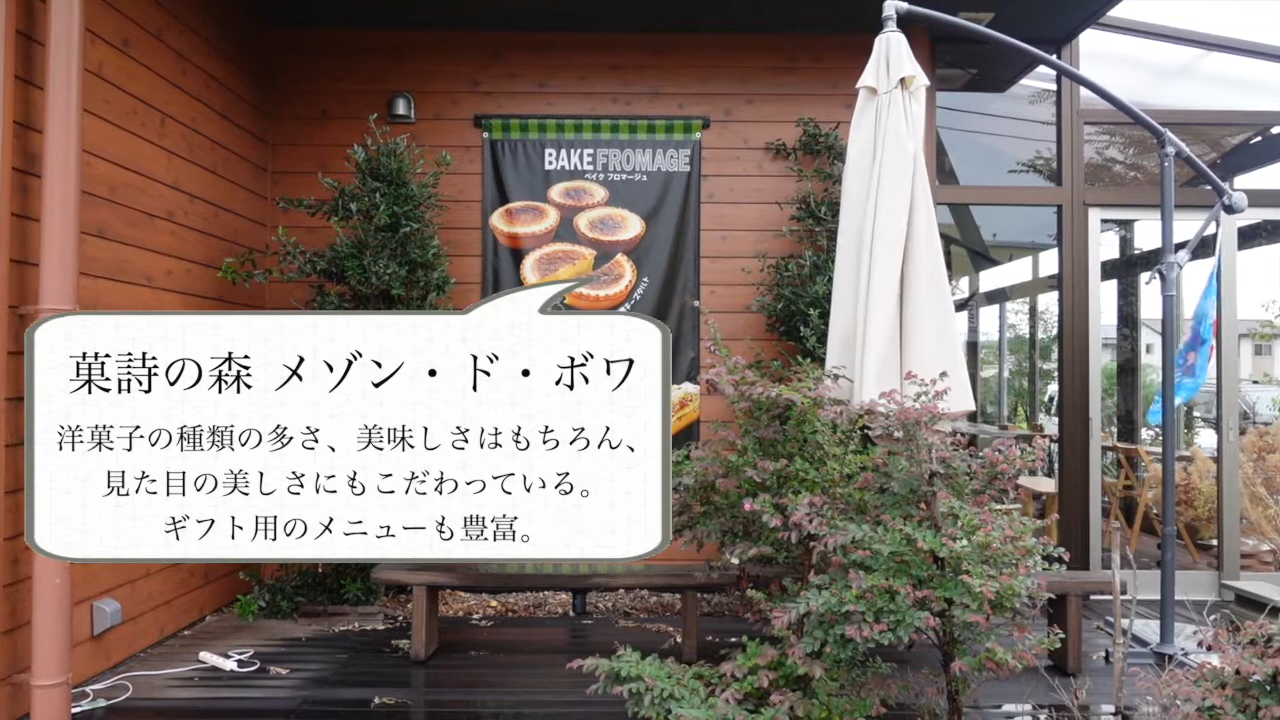 BAKE FROMAGE
ベイク フロマージュ
菓詩の森 メゾン・ド・ボワ
洋菓子の種類の多さ、美味しさはもちろん、
見た目の美しさにもこだわっている。
ギフト用のメニューも豊富。